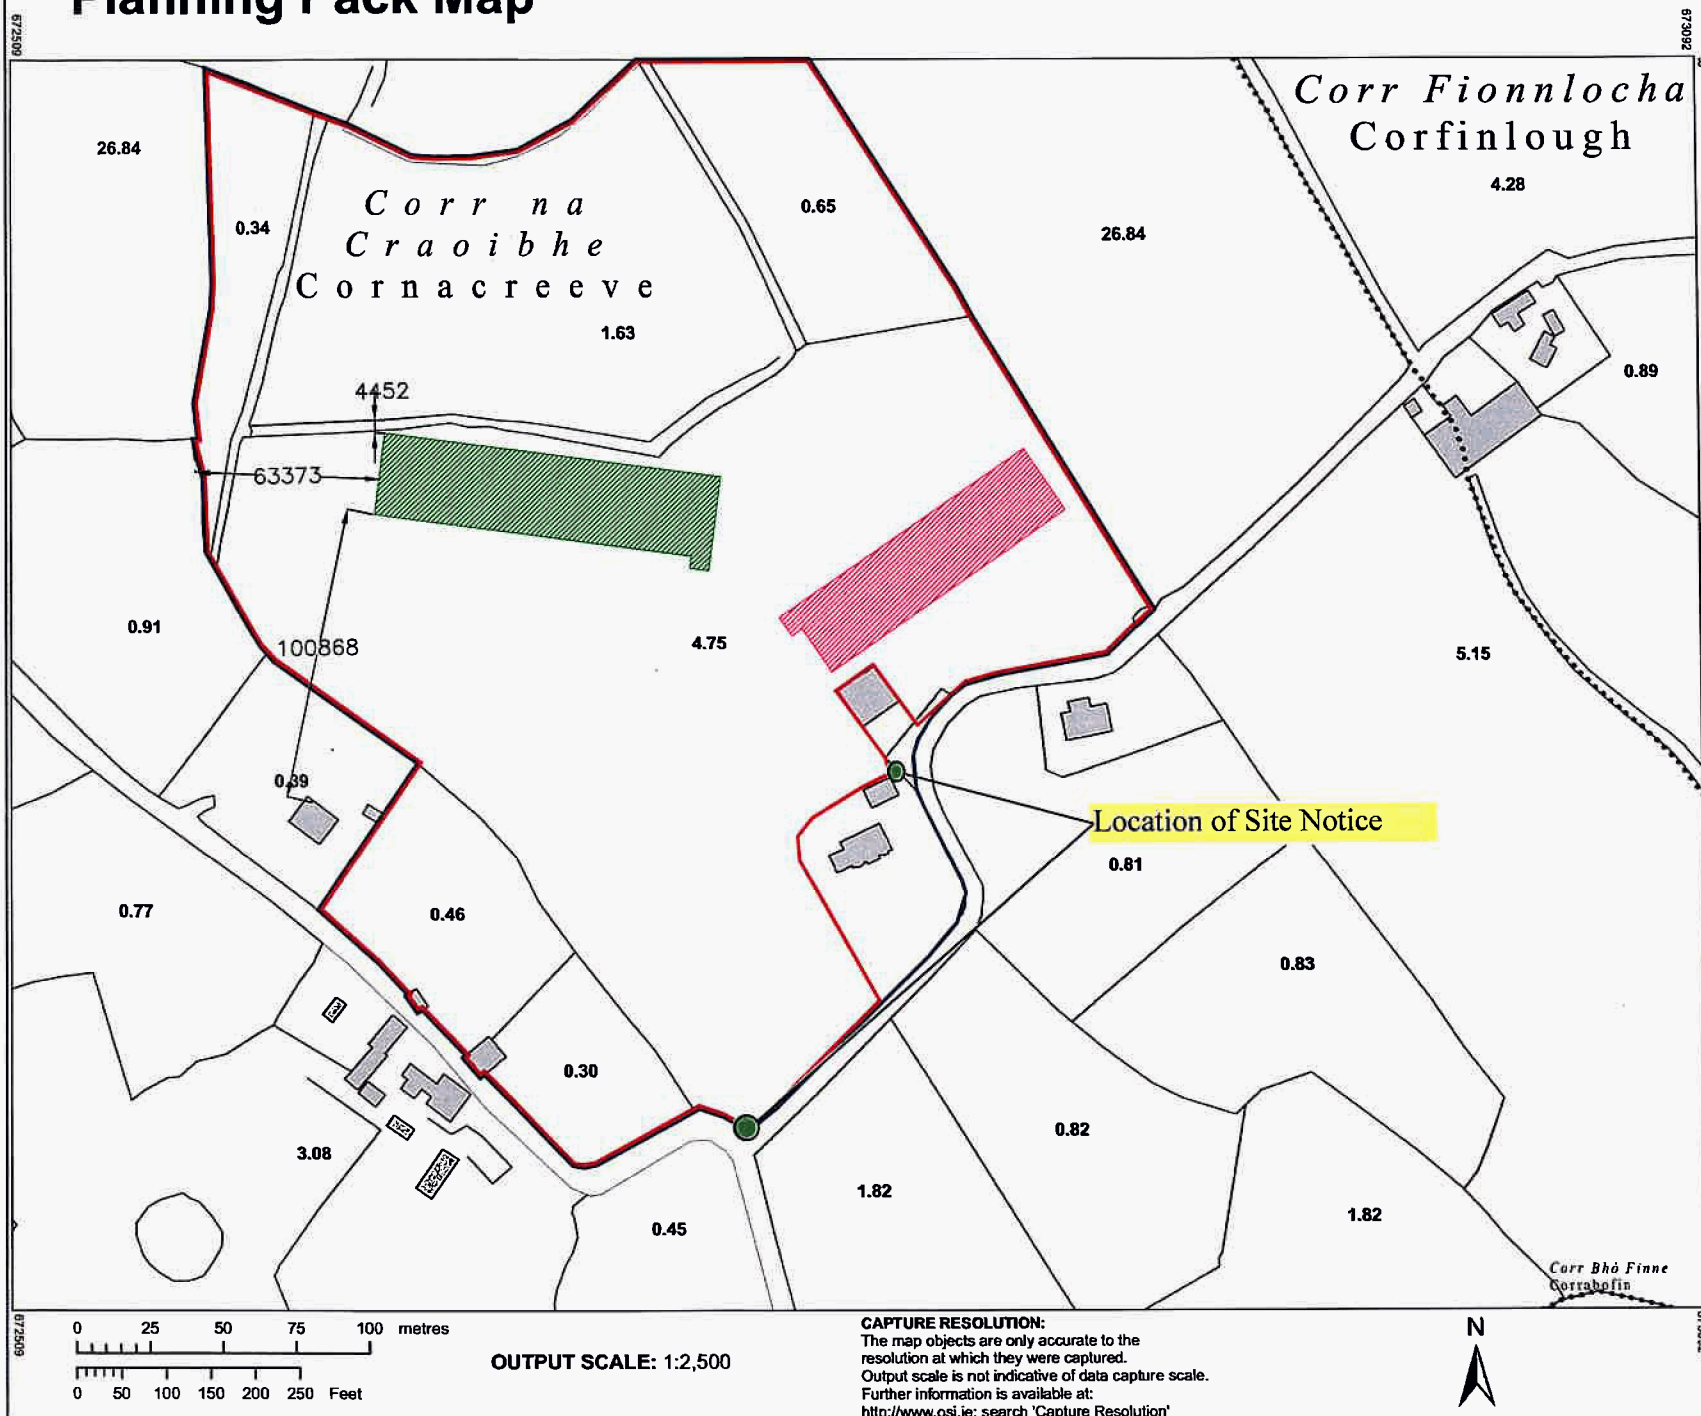 Planning Pack Map
672509
673092
Corr Fionnlocha
Corfinlough
4.28
26.84
0.34
Corr na
Craoibhe
Cornacreeve
1.63
0.65
26.84
0.89
4452
63373
0.91
100868
4.75
5.15
0.39
Location of Site Notice
0.81
0.77
0.46
0.83
0.30
0.82
3.08
1.82
0.45
1.82
Corr Bhó Finne
Corrabofin
672509
0 25 50 75 100 metres
0 50 100 150 200 250 Feet
OUTPUT SCALE: 1:2,500
CAPTURE RESOLUTION:
The map objects are only accurate to the
resolution at which they were captured.
Output scale is not indicative of data capture scale.
Further information is available at:
http://www.osi.ie; search 'Capture Resolution'
N